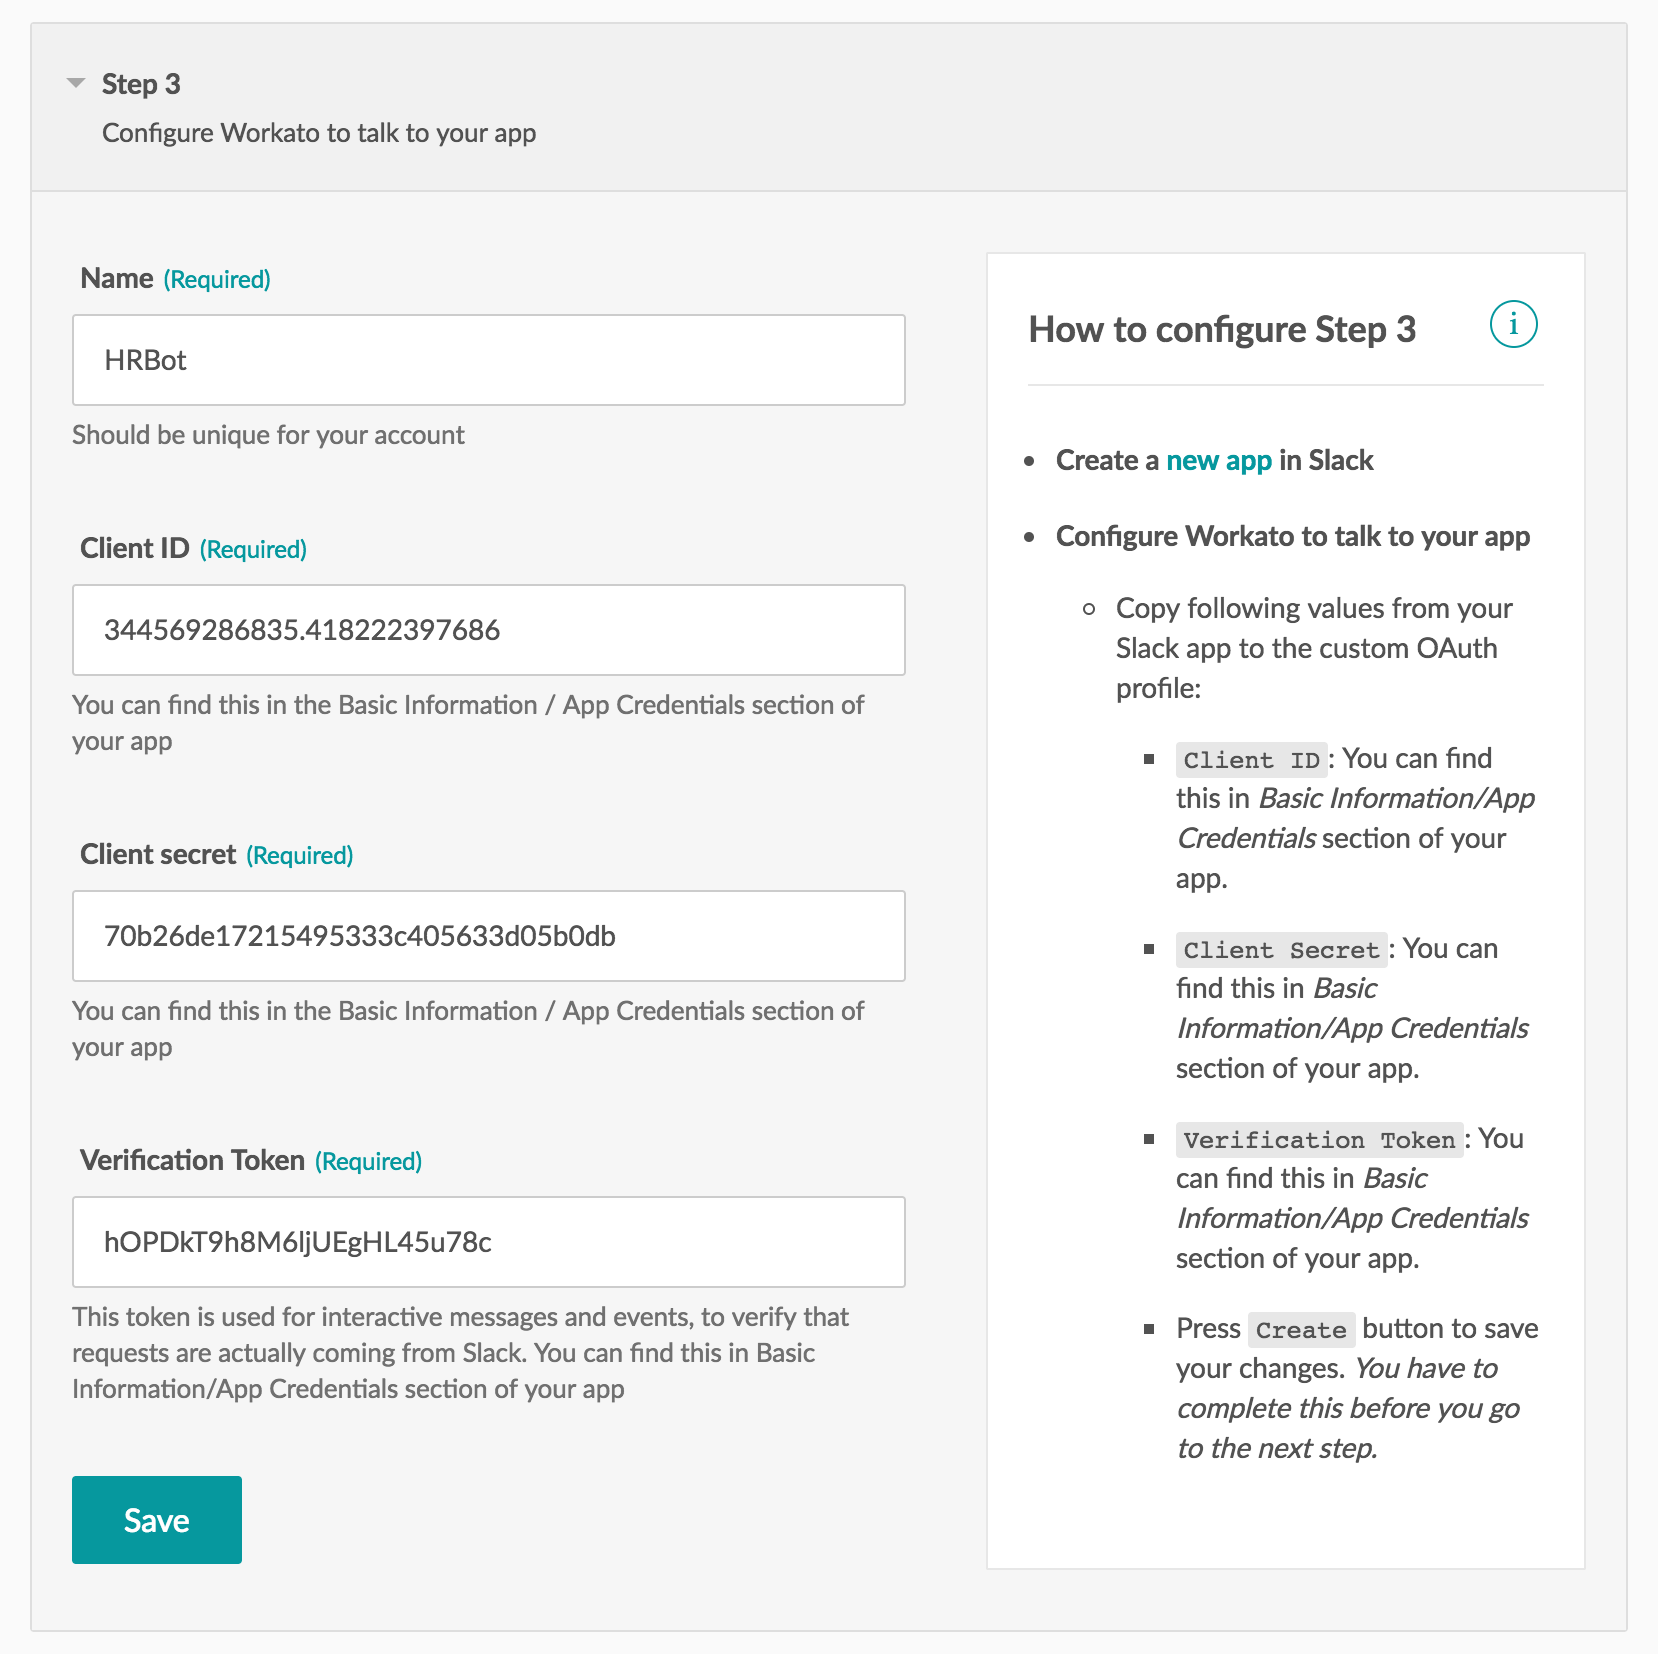 Step 3
Configure Workato to talk to your app
Name (Required)
HRBot
Should be unique for your account
Client ID (Required)
344569286835.418222397686
You can find this in the Basic Information / App Credentials section of
your app
Client secret (Required)
70b26de17215495333c405633d05b0db
You can find this in the Basic Information / App Credentials section of
your app
Verification Token (Required)
hOPDkT9h8M6ljUEgHL45u78c
This token is used for interactive messages and events, to verify that
requests are actually coming from Slack. You can find this in Basic
Information/App Credentials section of your app
Save
How to configure Step 3
i
• Create a new app in Slack
• Configure Workato to talk to your app
Copy following values from your
Slack app to the custom OAuth
profile:
Client ID: You can find
this in Basic Information/App
Credentials section of your
app.
Client Secret: You can
find this in Basic
Information/App Credentials
section of your app.
Verification Token: You
can find this in Basic
Information/App Credentials
section of your app.
Press Create button to save
your changes. You have to
complete this before you go
to the next step.